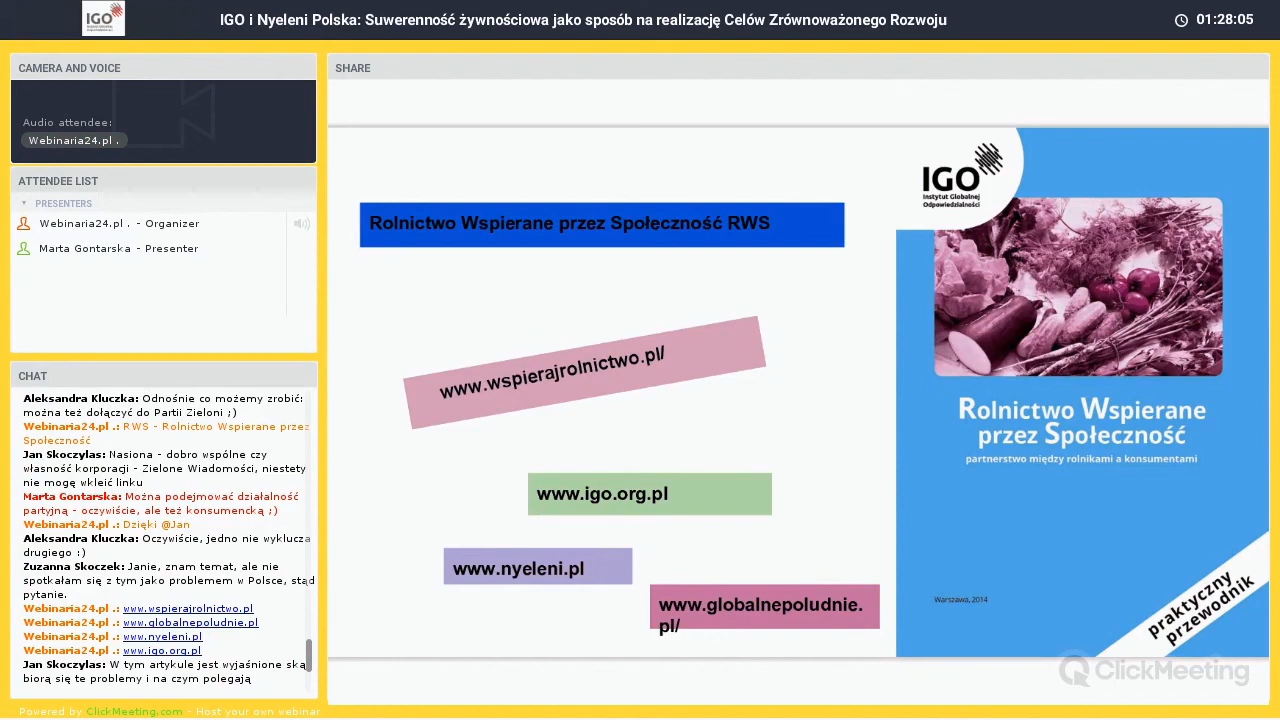 IGO
IGO i Nyeleni Polska: Suwerenność żywnościowa jako sposób na realizację Celów Zrównoważonego Rozwoju
01:28:05
CAMERA AND VOICE
Audio attendee:
Webinaria24.pl .
ATTENDEE LIST
PRESENTERS
Webinaria24.pl . - Organizer
Marta Gontarska - Presenter
CHAT
Aleksandra Kluczka: Odnośnie co możemy zrobić:
można też dołączyć do Partii Zieloni ;)
Webinaria24.pl .: RWS - Rolnictwo Wspierane przez
Społeczność
Jan Skoczylas: Nasiona - dobro wspólne czy
własność korporacji - Zielone Wiadomości, niestety
nie mogę wkleić linku
Marta Gontarska: Można podejmować działalność
partyjną - oczywiście, ale też konsumencką ;)
Webinaria24.pl .: Dzięki @Jan
Aleksandra Kluczka: Oczywiście, jedno nie wyklucza
drugiego :)
Zuzanna Skoczek: Janie, znam temat, ale nie
spotkałam się z tym jako problemem w Polsce, stąd
pytanie.
Webinaria24.pl .: www.wspierajrolnictwo.pl
Webinaria24.pl .: www.globalnepoludnie.pl
Webinaria24.pl .: www.nyeleni.pl
Webinaria24.pl .: www.igo.org.pl
Jan Skoczylas: W tym artykule jest wyjaśnione ską
biorą się te problemy i na czym polegają
Powered by ClickMeeting.com - Host your own webinar
SHARE
Rolnictwo Wspierane przez Społeczność RWS
www.wspierajrolnictwo.pl/
www.igo.org.pl
www.nyeleni.pl
www.globalnepoludnie.
pl/
IGO
Instytut Globalnej
Odpowiedzialności
Rolnictwo Wspierane
przez Społeczność
partnerstwo między rolnikami a konsumentami
Warszawa, 2014
praktyczny
przewodnik
ClickMeeting